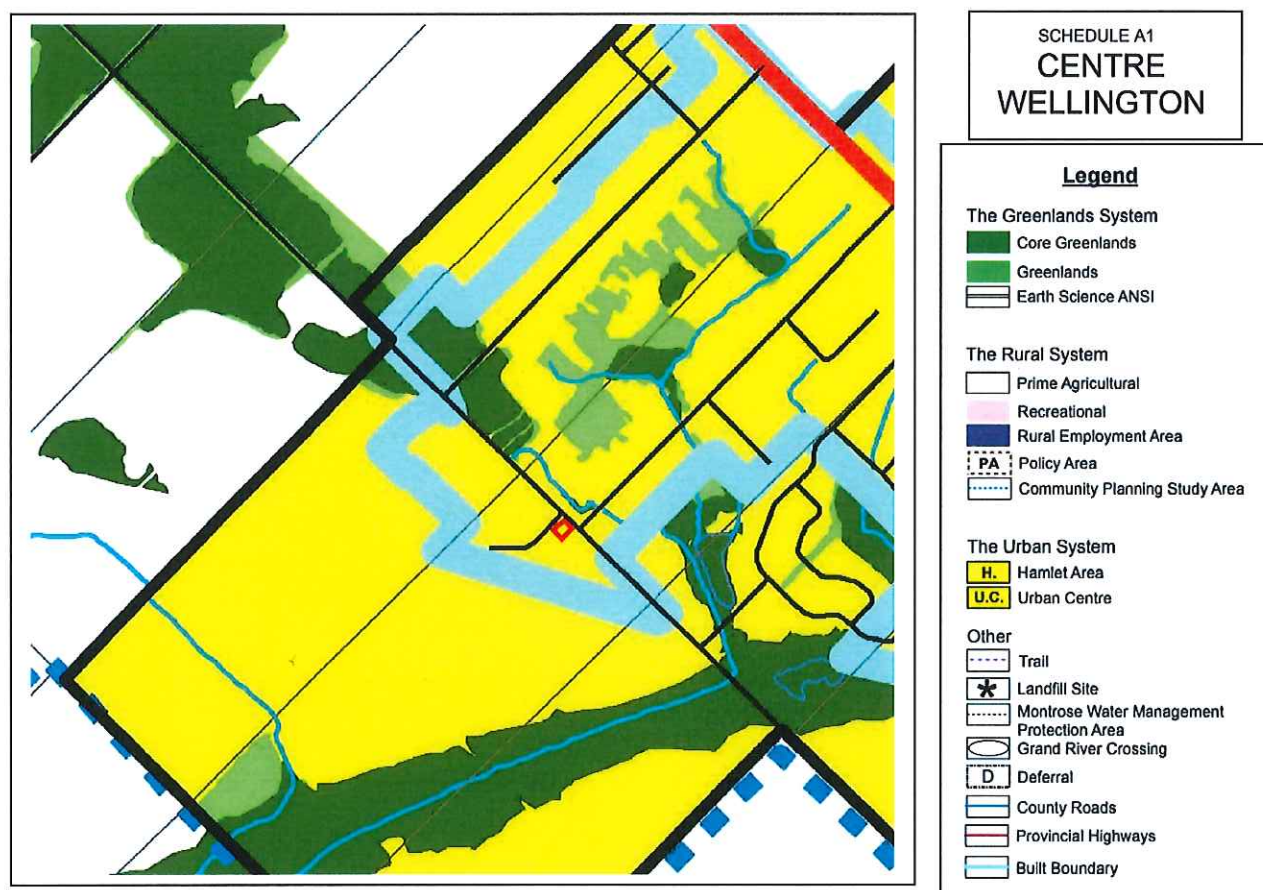 SCHEDULE A1
CENTRE
WELLINGTON
Legend
The Greenlands System
Core Greenlands
Greenlands
Earth Science ANSI
The Rural System
Prime Agricultural
Recreational
Rural Employment Area
PA Policy Area
Community Planning Study Area
The Urban System
H. Hamlet Area
U.C. Urban Centre
Other
Trail
Landfill Site
Montrose Water Management
Protection Area
Grand River Crossing
D Deferral
County Roads
Provincial Highways
Built Boundary